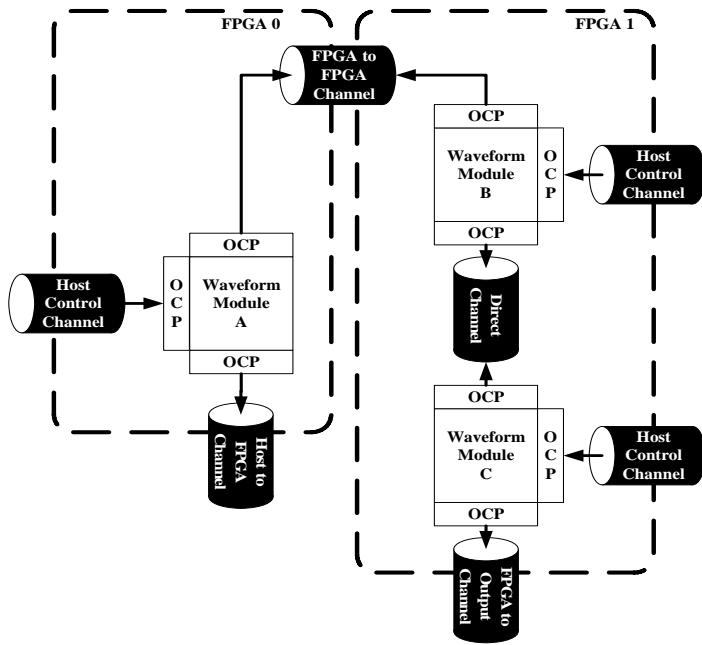 FPGA 0
FPGA 1
FPGA to
FPGA
Channel
OCP
Waveform
Module
B
O
C
P
OCP
Host
Control
Channel
OCP
Waveform
Module
A
O
C
P
OCP
Host
Control
Channel
Direct
Channel
Host to
FPGA
Channel
OCP
Waveform
Module
C
O
C
P
OCP
Host
Control
Channel
FPGA to
Output
Channel